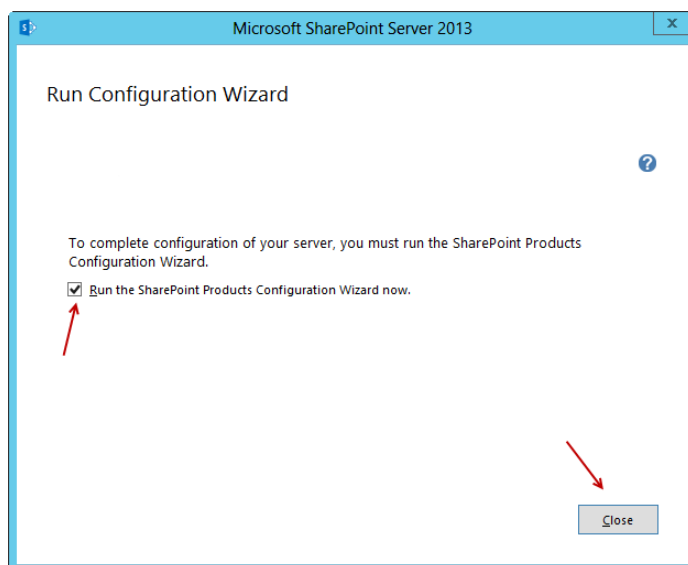 Microsoft SharePoint Server 2013
x
Run Configuration Wizard
?
To complete configuration of your server, you must run the SharePoint Products
Configuration Wizard.
Run the SharePoint Products Configuration Wizard now.
Close